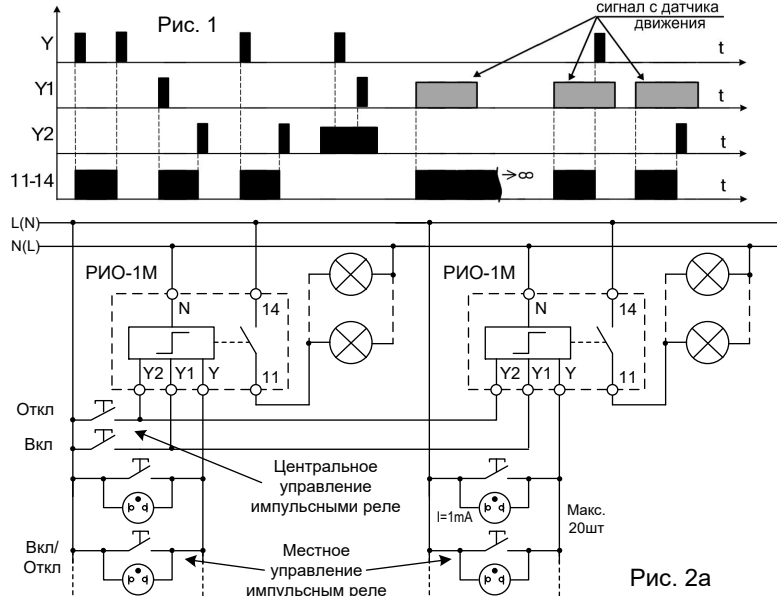 сигнал с датчика
движения
Рис. 1
Y
t
Y1
t
Y2
t
11-14
→∞
t
L(N)
N(L)
РИО-1М
РИО-1М
N
14
N
14
Y2
Y1
Y
11
Y2
Y1
Y
11
Откл
Вкл
Центральное
управление
импульсными реле
I=1mA
Макс.
20шт
Вкл/
Откл
Местное
управление
импульсным реле
Рис. 2а